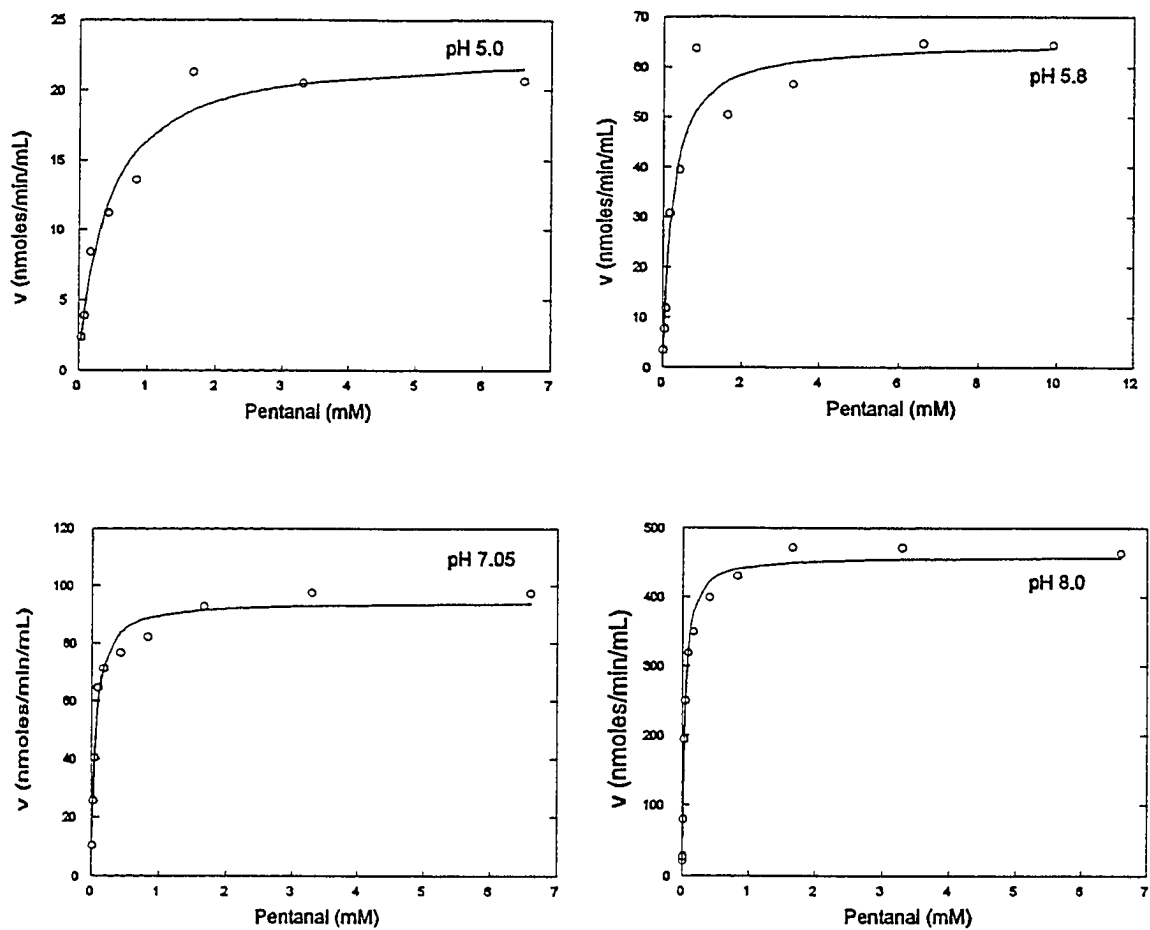 25
20
15
10
5
0
v (nmoles/min/mL)
pH 5.0
0 1 2 3 4 5 6 7
Pentanal (mM)
70
60
50
40
30
20
10
0
v (nmoles/min/mL)
pH 5.8
0 2 4 6 8 10 12
Pentanal (mM)
120
100
80
60
40
20
0
v (nmoles/min/mL)
pH 7.05
0 1 2 3 4 5 6 7
Pentanal (mM)
500
400
300
200
100
0
v (nmoles/min/mL)
pH 8.0
0 1 2 3 4 5 6 7
Pentanal (mM)